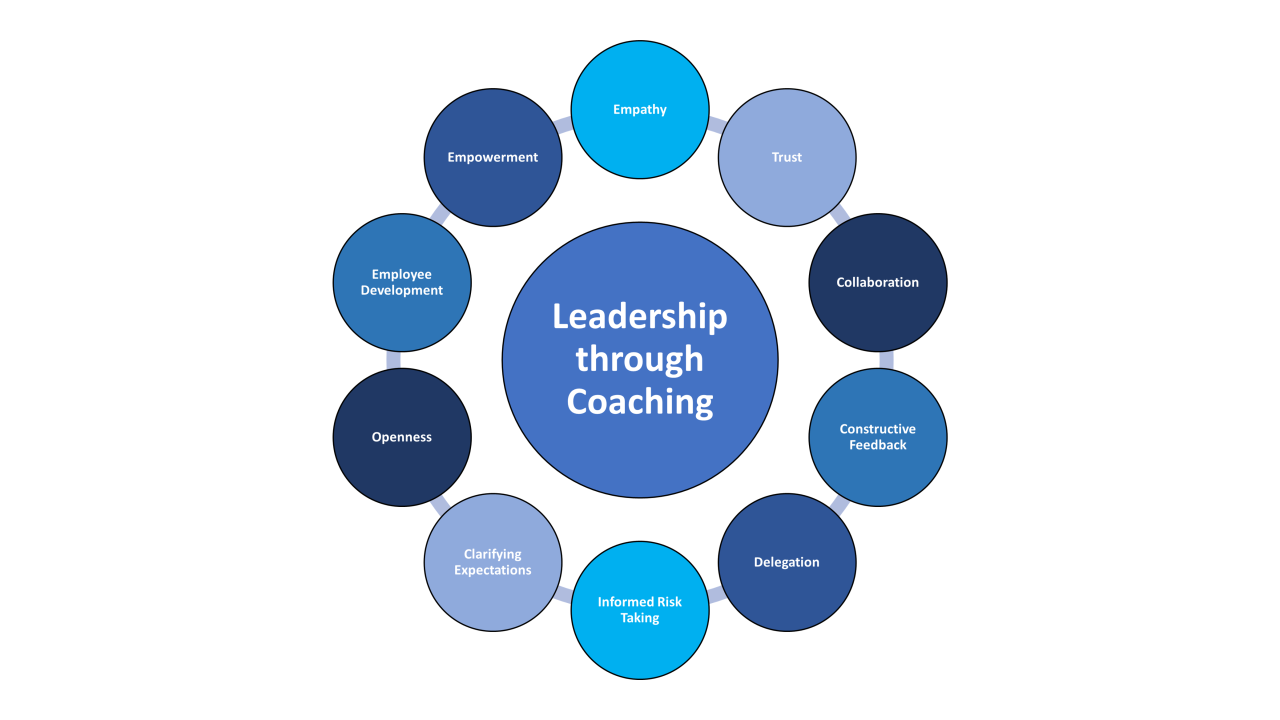 Empathy
Trust
Collaboration
Constructive
Feedback
Delegation
Informed Risk
Taking
Clarifying
Expectations
Openness
Employee
Development
Empowerment
Leadership
through
Coaching